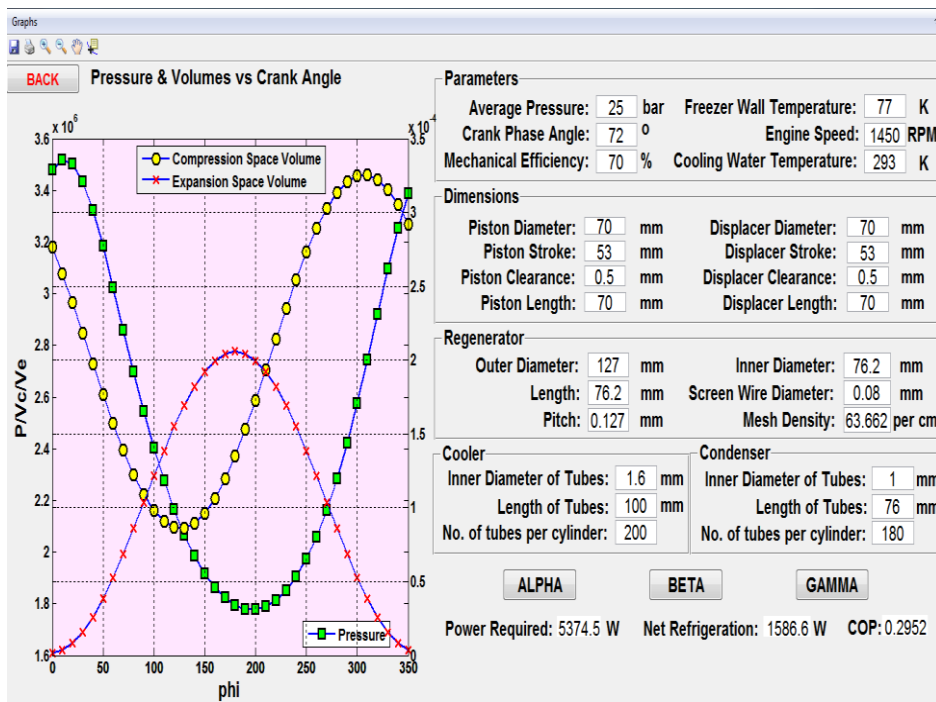 Graphs
BACK
Pressure & Volumes vs Crank Angle
x 10^6
x 10^-4
Compression Space Volume
Expansion Space Volume
Pressure
P/Vc/Ve
3.6
3.4
3.2
3
2.8
2.6
2.4
2.2
2
1.8
1.6
3.5
3
2.5
2
1.5
1
0.5
0
0 50 100 150 200 250 300 350
phi
Parameters
Average Pressure: 25 bar Freezer Wall Temperature: 77 K
Crank Phase Angle: 72 o Engine Speed: 1450 RPM
Mechanical Efficiency: 70 % Cooling Water Temperature: 293 K
Dimensions
Piston Diameter: 70 mm Displacer Diameter: 70 mm
Piston Stroke: 53 mm Displacer Stroke: 53 mm
Piston Clearance: 0.5 mm Displacer Clearance: 0.5 mm
Piston Length: 70 mm Displacer Length: 70 mm
Regenerator
Outer Diameter: 127 mm Inner Diameter: 76.2 mm
Length: 76.2 mm Screen Wire Diameter: 0.08 mm
Pitch: 0.127 mm Mesh Density: 63.662 per cm
Cooler
Inner Diameter of Tubes: 1.6 mm
Length of Tubes: 100 mm
No. of tubes per cylinder: 200
Condenser
Inner Diameter of Tubes: 1 mm
Length of Tubes: 76 mm
No. of tubes per cylinder: 180
ALPHA BETA GAMMA
Power Required: 5374.5 W Net Refrigeration: 1586.6 W COP: 0.2952